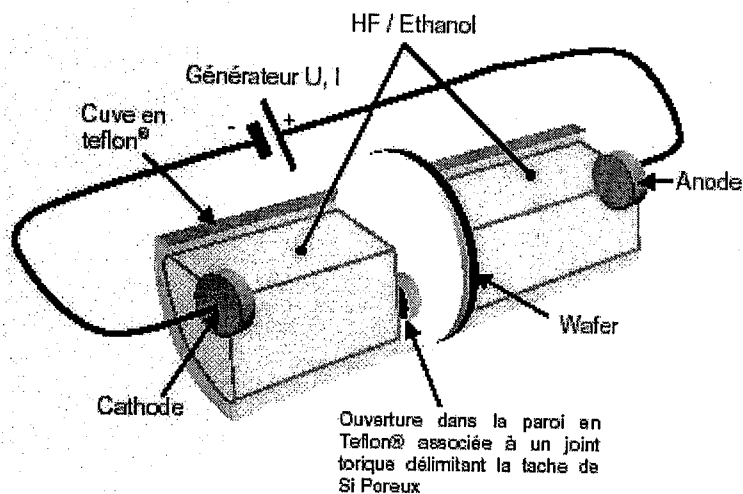 HF / Ethanol
Générateur U, I
Cuve en
teflon®
- +
Anode
Wafer
Cathode
Ouverture dans la paroi en
Teflon® associée à un joint
torique délimitant la tache de
Si Poreux